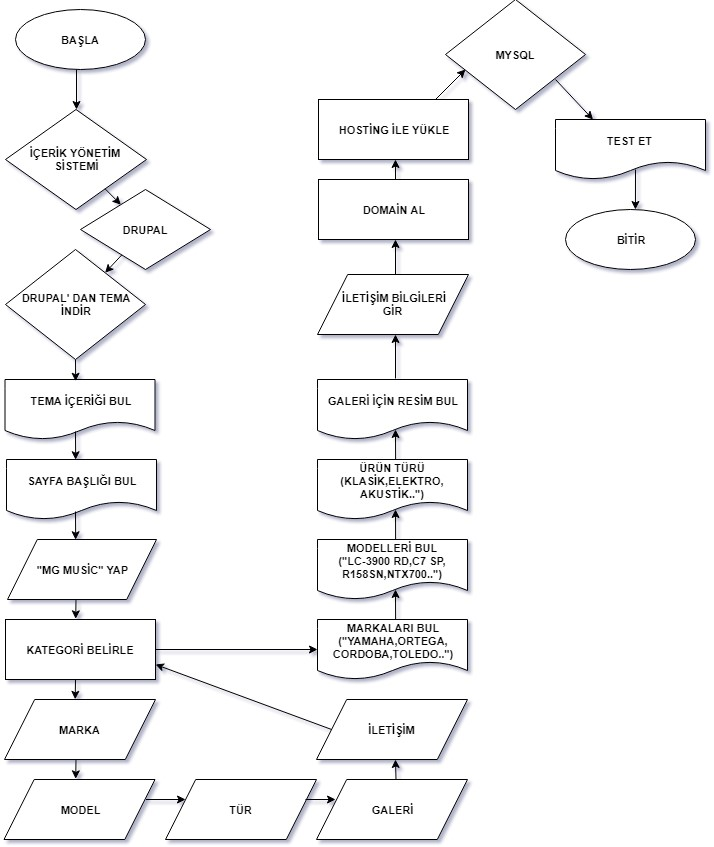 BAŞLA
İÇERİK YÖNETİM
SİSTEMİ
DRUPAL
DRUPAL' DAN TEMA
İNDİR
TEMA İÇERİĞİ BUL
SAYFA BAŞLIĞI BUL
"MG MUSIC" YAP
KATEGORİ BELİRLE
MARKA
MODEL
TÜR
GALERİ
İLETİŞİM
MARKALARI BUL
("YAMAHA,ORTEGA,
CORDOBA,TOLEDO..")
MODELLERİ BUL
("LC-3900 RD,C7 SP,
R158SN,NTX700..")
ÜRÜN TÜRÜ
(KLASİK,ELEKTRO,
AKUSTİK..")
GALERİ İÇİN RESİM BUL
İLETİŞİM BİLGİLERİ
GİR
DOMAİN AL
HOSTİNG İLE YÜKLE
MYSQL
TEST ET
BİTİR